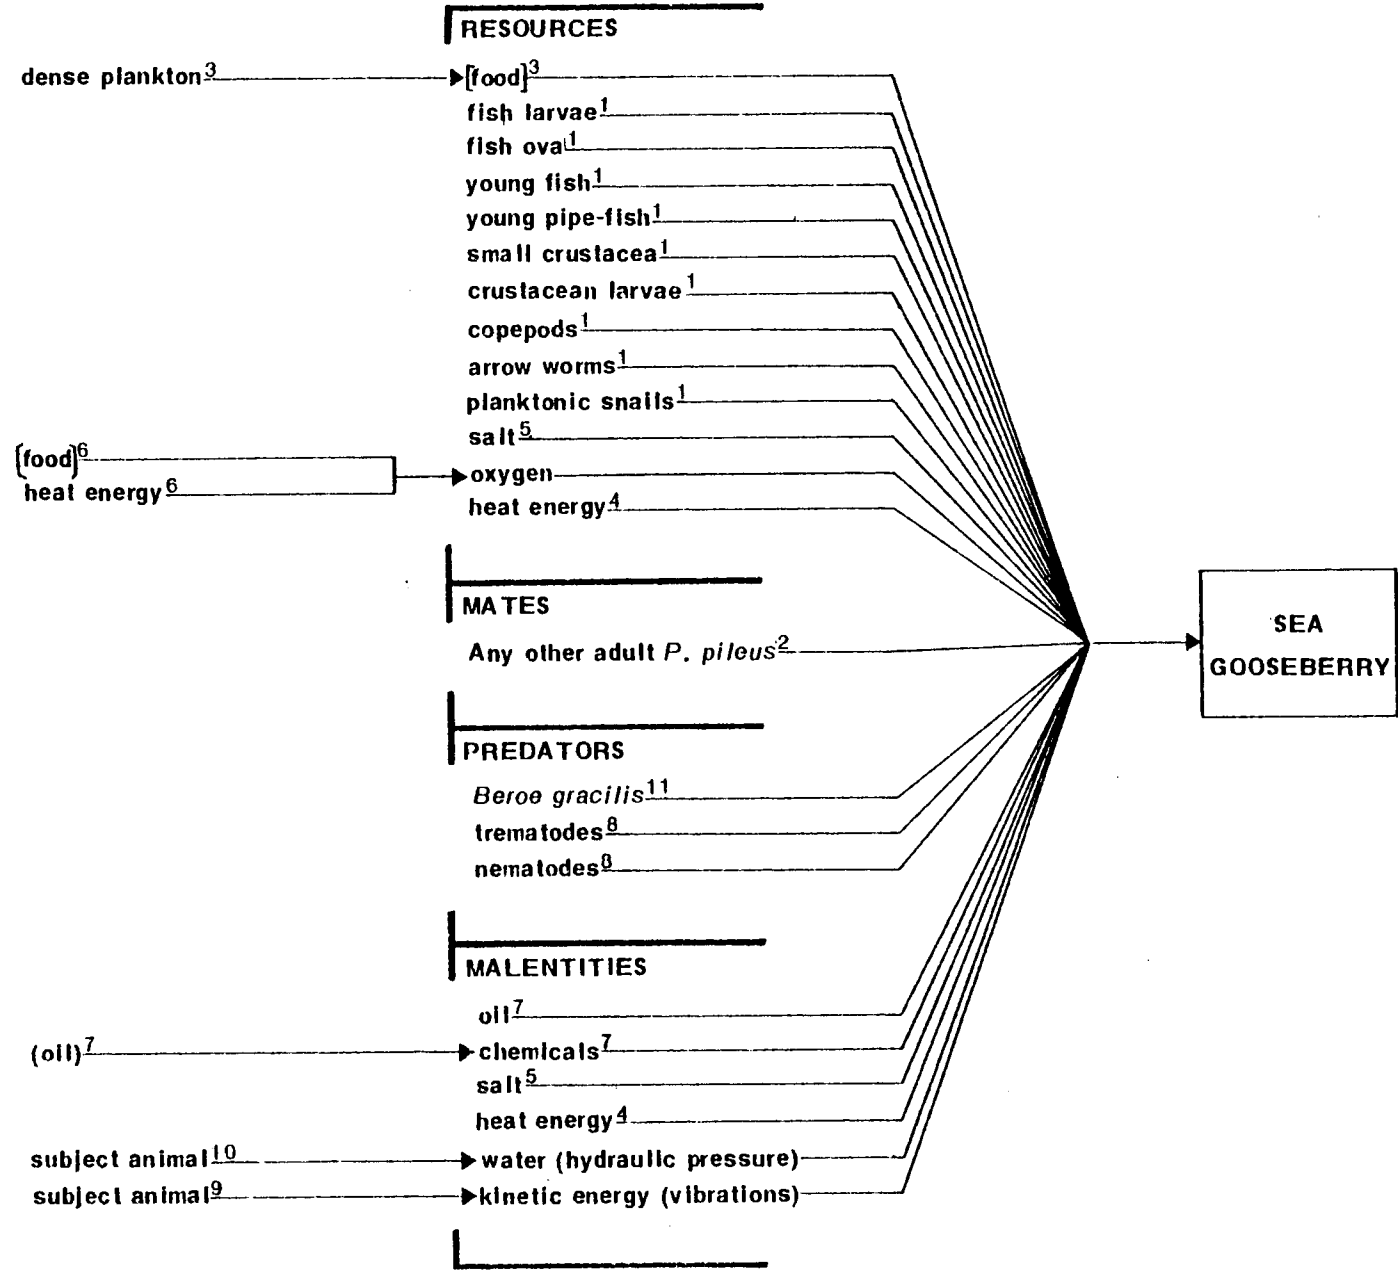 RESOURCES
dense plankton3 [food]3
fish larvae1
fish ova1
young fish1
young pipe-fish1
small crustacea1
crustacean larvae1
copepods1
arrow worms1
planktonic snails1
salt5
[food]6
oxygen
heat energy6
heat energy4
MATES
Any other adult P. pileus2
SEA
GOOSEBERRY
PREDATORS
Beroe gracilis11
trematodes8
nematodes8
MALENTITIES
oil7
(oil)7 chemicals7
salt5
heat energy4
subject animal10 water (hydraulic pressure)
subject animal9 kinetic energy (vibrations)